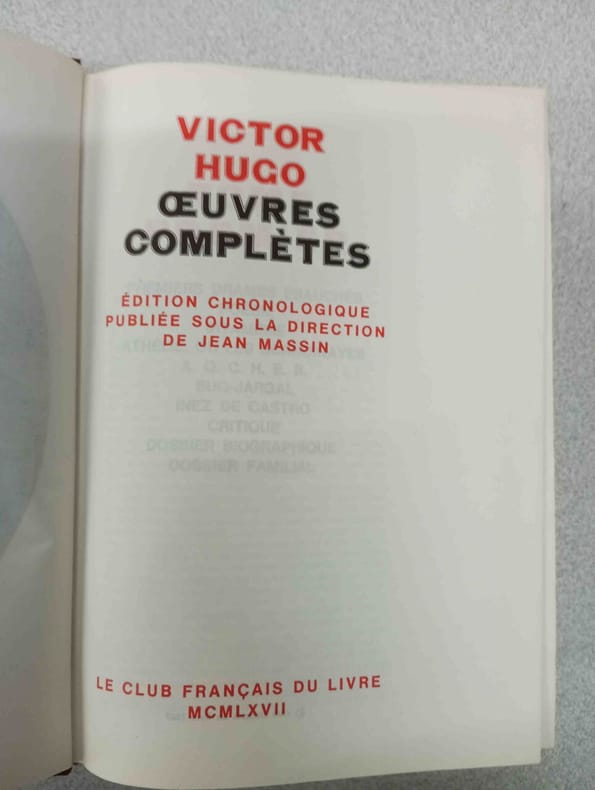 VICTOR
HUGO
ŒUVRES
COMPLÈTES
ÉDITION CHRONOLOGIQUE
PUBLIÉE SOUS LA DIRECTION
DE JEAN MASSIN
A. Q. C. H. E. B.
BUG-JARGAL
INEZ DE CASTRO
CRITIQUE
DOSSIER BIOGRAPHIQUE
DOSSIER FAMILIAL
LE CLUB FRANÇAIS DU LIVRE
MCMLXVII